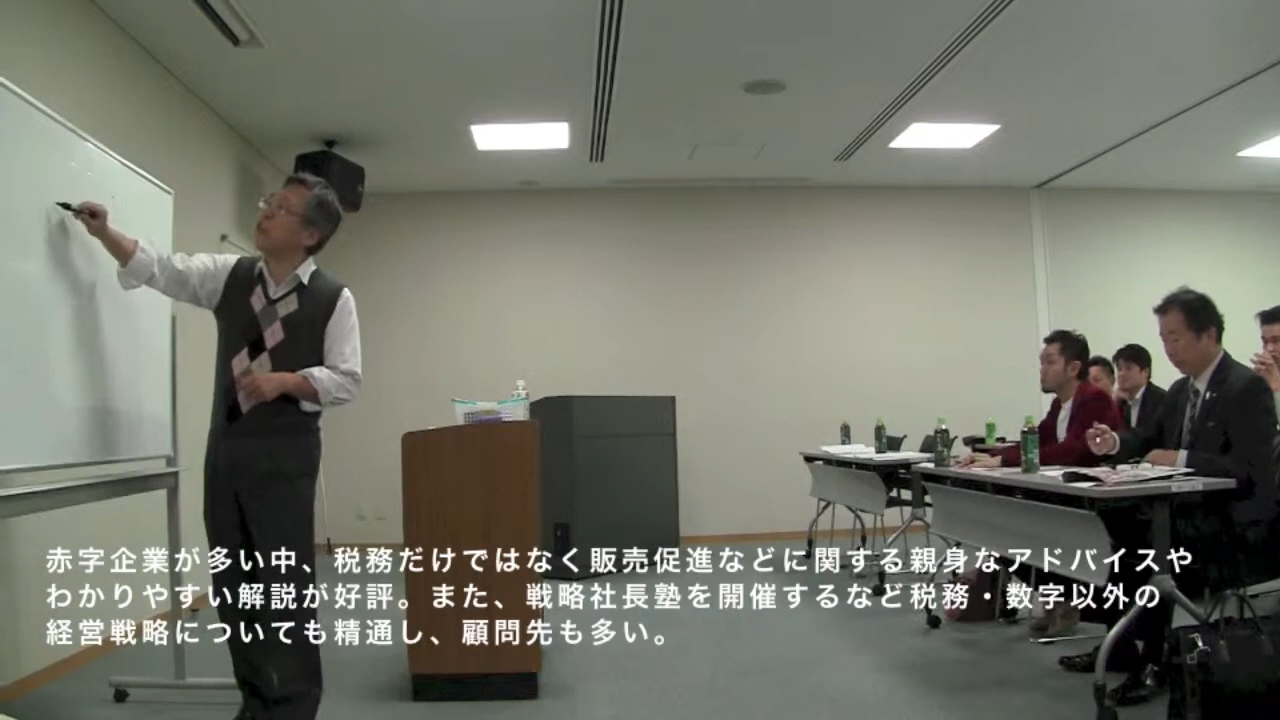 赤字企業が多い中、税務だけではなく販売促進などに関する親身なアドバイスや
わかりやすい解説が好評。また、戦略社長塾を開催するなど税務・数字以外の
経営戦略についても精通し、顧問先も多い。